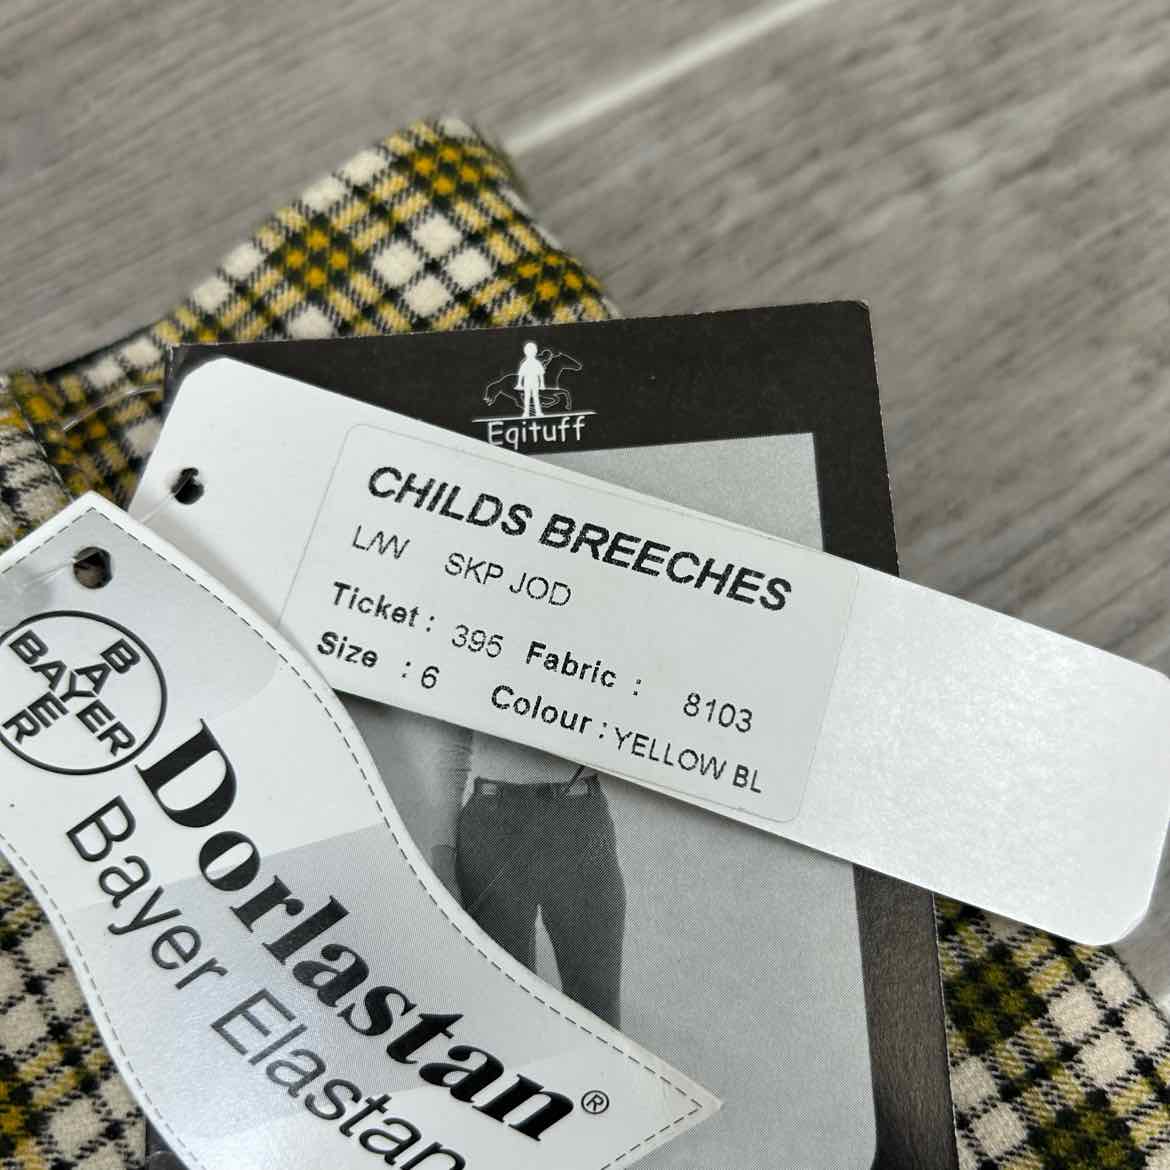 Eqituff
CHILDS BREECHES
L/W SKP JOD
Ticket : 395 Fabric : 8103
Size : 6 Colour : YELLOW BL
BAYER
BAYER
Dorlastan®
Bayer Elastan